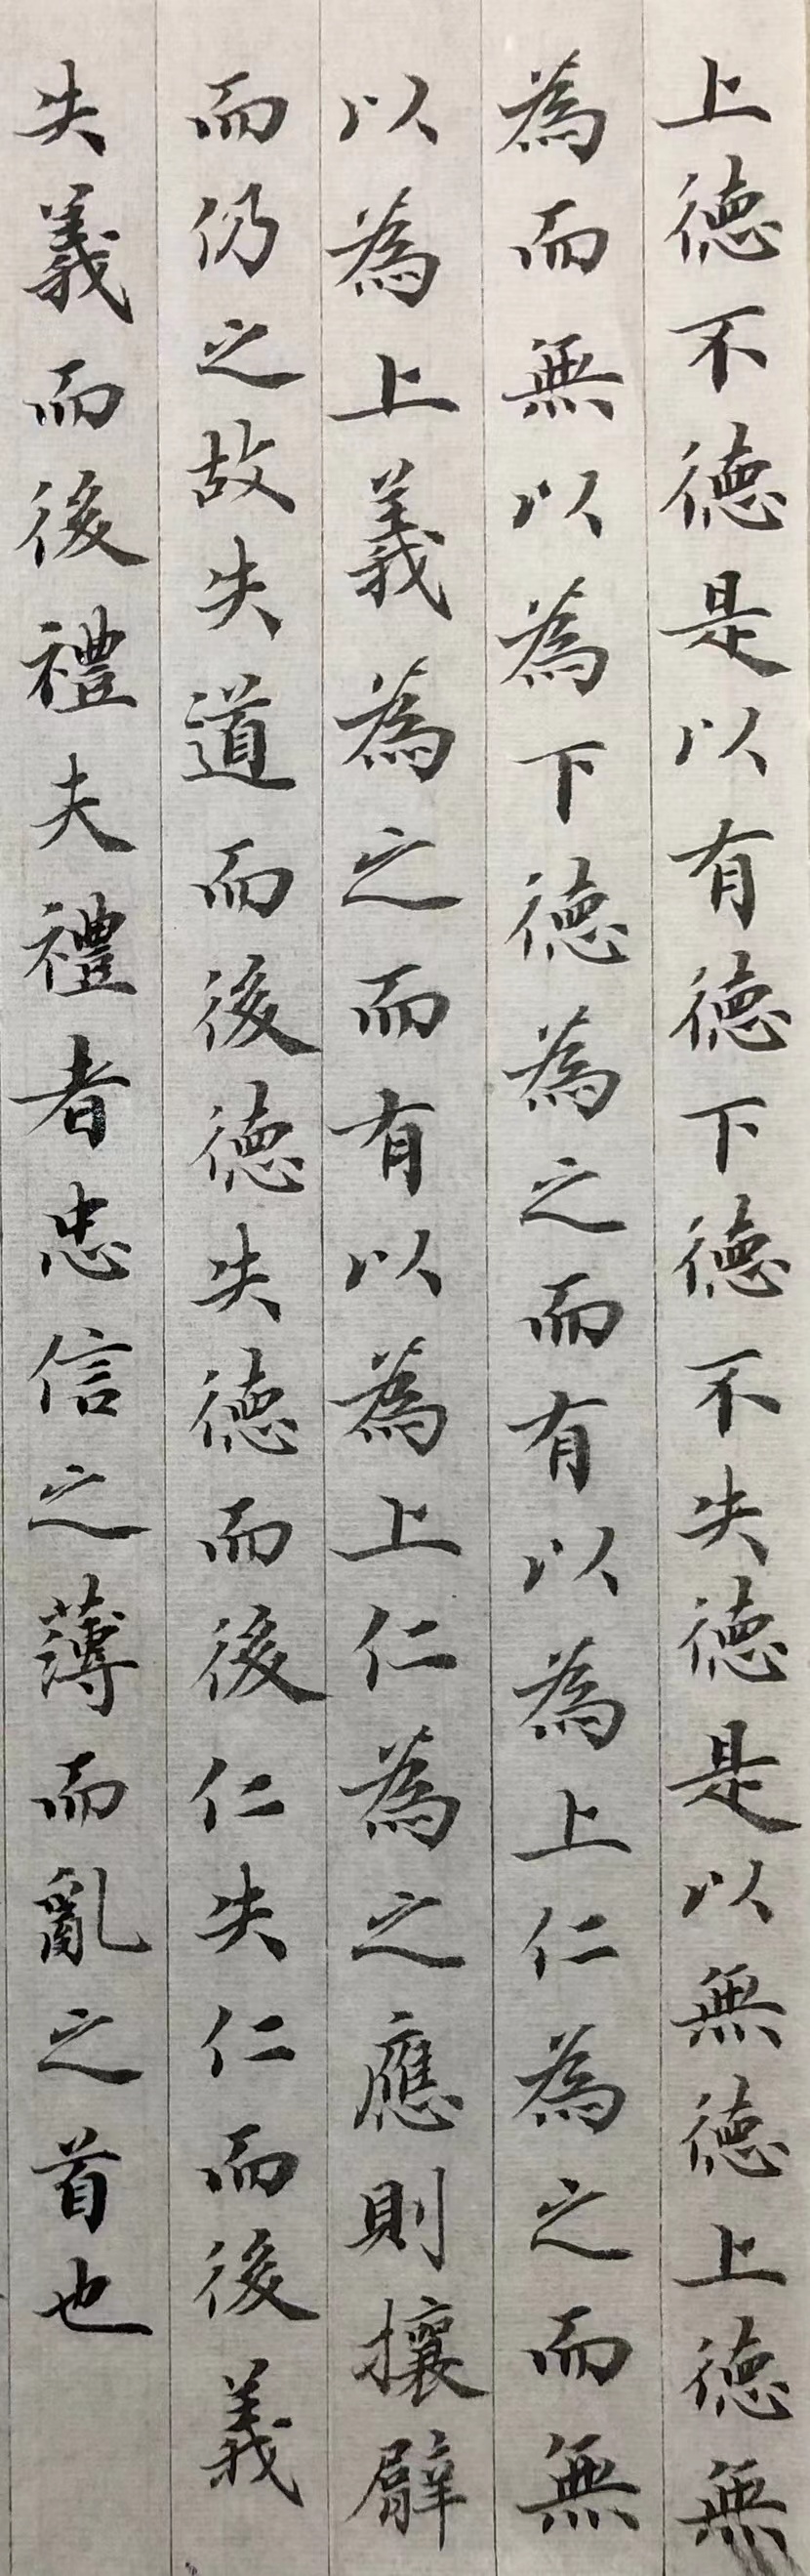 上德不德是以有德下德不失德是以無德上德無
為而無以為下德為之而有以為上仁為之而無
以為上義為之而有以為上仁為之應則攘臂
而仍之故失道而後德失德而後仁失仁而後義
失義而後禮夫禮者忠信之薄而亂之首也